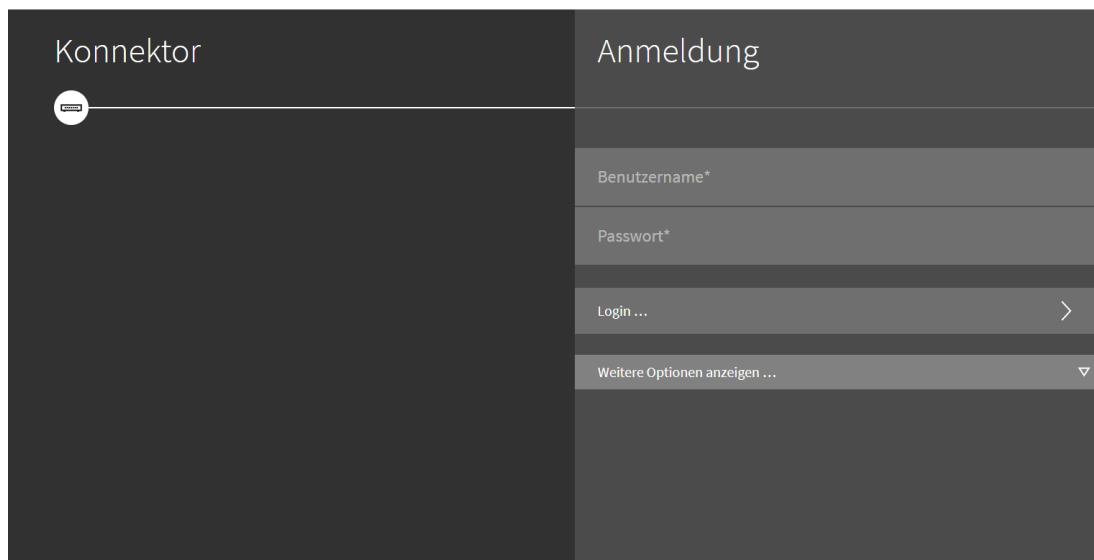 Konnektor
Anmeldung
Benutzername*
Passwort*
Login ...
Weitere Optionen anzeigen ...